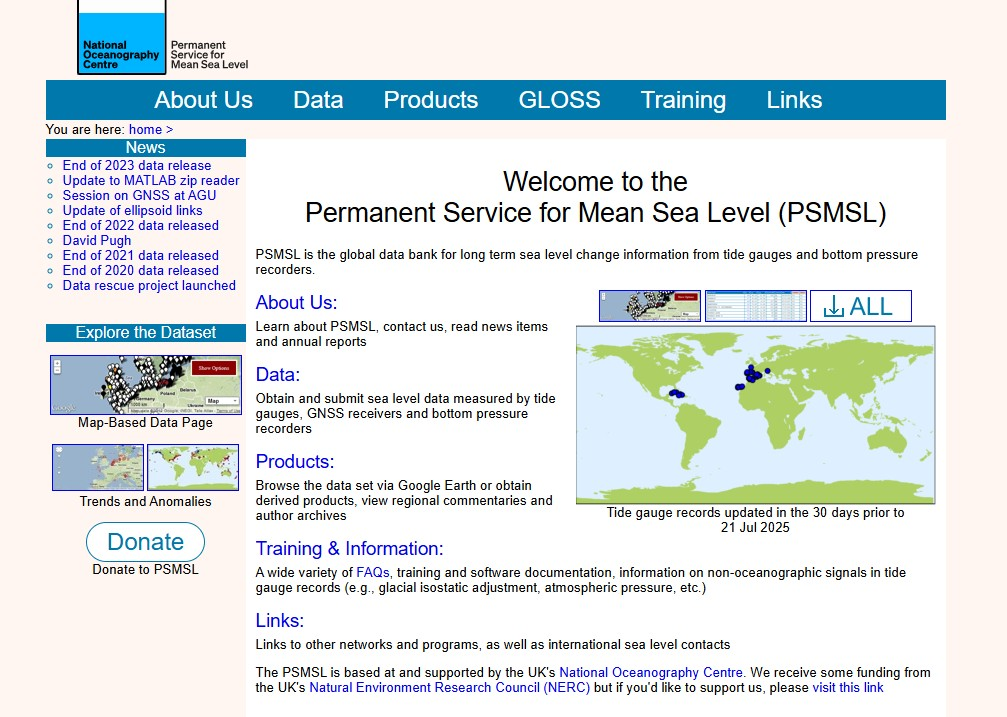 National
Oceanography
Centre
Permanent
Service for
Mean Sea Level
About Us Data Products GLOSS Training Links
You are here: home >
News
End of 2023 data release
Update to MATLAB zip reader
Session on GNSS at AGU
Update of ellipsoid links
End of 2022 data released
David Pugh
End of 2021 data released
End of 2020 data released
Data rescue project launched
Explore the Dataset
Show Options
Poland
Belarus
Germany
Map
Map-Based Data Page
Trends and Anomalies
Donate
Donate to PSMSL
Welcome to the
Permanent Service for Mean Sea Level (PSMSL)
PSMSL is the global data bank for long term sea level change information from tide gauges and bottom pressure
recorders.
About Us:
Learn about PSMSL, contact us, read news items
and annual reports
Data:
Obtain and submit sea level data measured by tide
gauges, GNSS receivers and bottom pressure
recorders
Products:
Browse the data set via Google Earth or obtain
derived products, view regional commentaries and
author archives
ALL
Tide gauge records updated in the 30 days prior to
21 Jul 2025
Training & Information:
A wide variety of FAQs, training and software documentation, information on non-oceanographic signals in tide
gauge records (e.g., glacial isostatic adjustment, atmospheric pressure, etc.)
Links:
Links to other networks and programs, as well as international sea level contacts
The PSMSL is based at and supported by the UK's National Oceanography Centre. We receive some funding from
the UK's Natural Environment Research Council (NERC) but if you'd like to support us, please visit this link